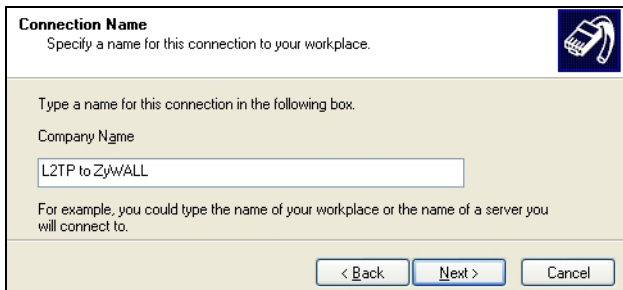 Connection Name
Specify a name for this connection to your workplace.
Type a name for this connection in the following box.
Company Name
L2TP to ZyWALL
For example, you could type the name of your workplace or the name of a server you
will connect to.
< Back
Next >
Cancel